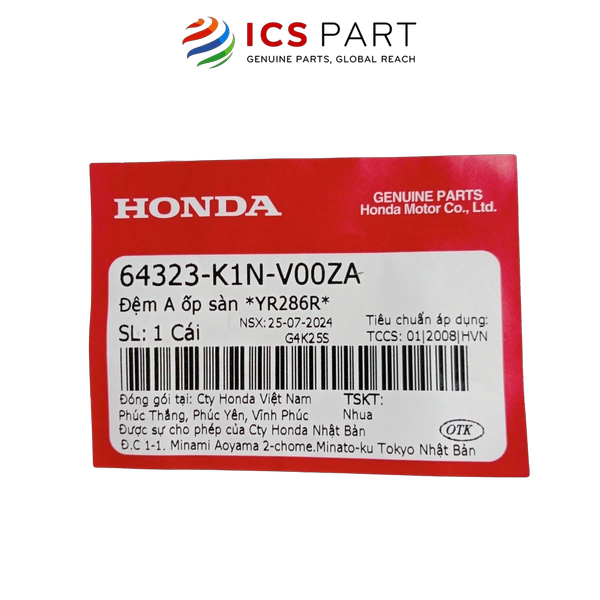 ICS PART
GENUINE PARTS, GLOBAL REACH
HONDA
GENUINE PARTS
Honda Motor Co., Ltd.
64323-K1N-V00ZA
Đệm A ốp sàn *YR286R*
NSX: 25-07-2024
Tiêu chuẩn áp dụng:
SL: 1 Cái
G4K25S
TCCS: 01|2008|HVN
Đóng gói tại: Cty Honda Việt Nam
TSKT:
Phúc Thắng, Phúc Yên, Vĩnh Phúc
Nhua
Được sự cho phép của Cty Honda Nhật Bản
OTK
Đ.C 1-1. Minami Aoyama 2-chome.Minato-ku Tokyo Nhật Bản